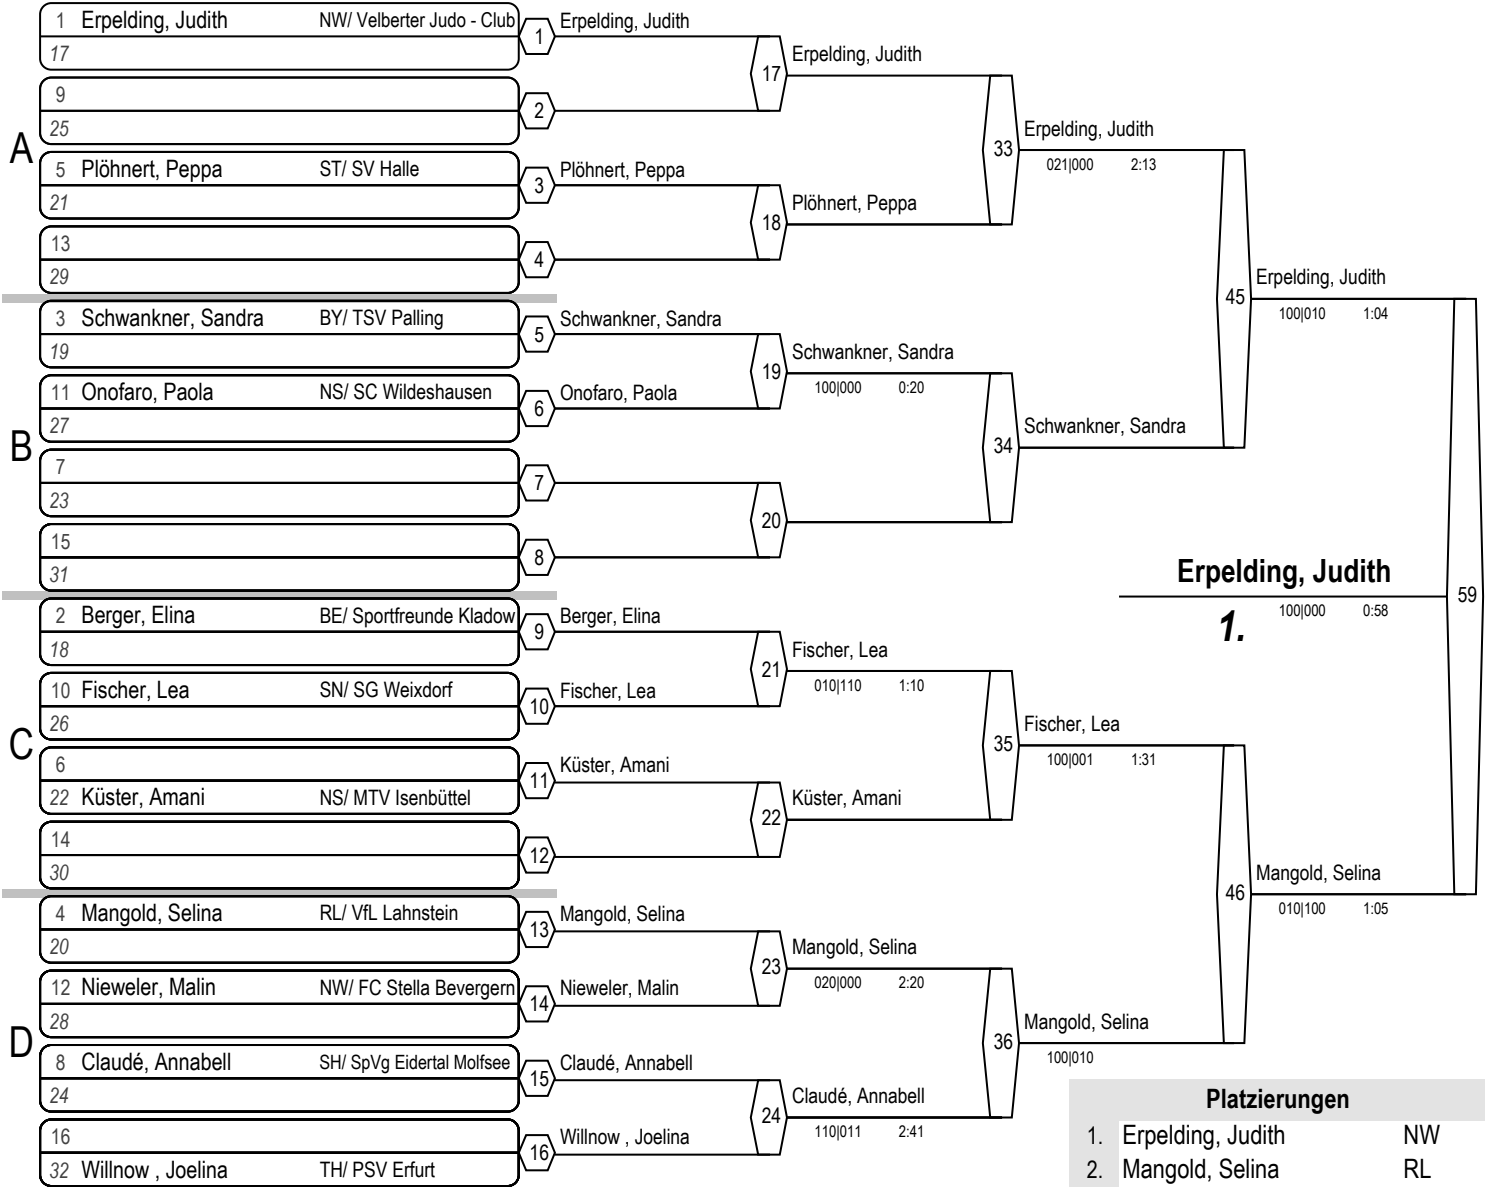 1 Erpelding, Judith NW/ Velberter Judo - Club
17
1
Erpelding, Judith
9
25
2
17
Erpelding, Judith
A
5 Plöhnert, Peppa ST/ SV Halle
21
3
Plöhnert, Peppa
13
29
4
18
Plöhnert, Peppa
33
Erpelding, Judith
021|000 2:13
3 Schwankner, Sandra BY/ TSV Palling
19
5
Schwankner, Sandra
11 Onofaro, Paola NS/ SC Wildeshausen
27
6
Onofaro, Paola
19
Schwankner, Sandra
100|000 0:20
B
7
23
7
15
31
8
20
34
Schwankner, Sandra
45
Erpelding, Judith
100|010 1:04
2 Berger, Elina BE/ Sportfreunde Kladow
18
9
Berger, Elina
10 Fischer, Lea SN/ SG Weixdorf
26
10
Fischer, Lea
21
Fischer, Lea
010|110 1:10
C
6
22 Küster, Amani NS/ MTV Isenbüttel
11
Küster, Amani
14
30
12
22
Küster, Amani
35
Fischer, Lea
100|001 1:31
4 Mangold, Selina RL/ VfL Lahnstein
20
13
Mangold, Selina
12 Nieweler, Malin NW/ FC Stella Bevergern
28
14
Nieweler, Malin
23
Mangold, Selina
020|000 2:20
D
8 Claudé, Annabell SH/ SpVg Eidertal Molfsee
24
15
Claudé, Annabell
16
32 Willnow , Joelina TH/ PSV Erfurt
16
Willnow , Joelina
24
Claudé, Annabell
110|011 2:41
36
Mangold, Selina
100|010
46
Mangold, Selina
010|100 1:05
59
Erpelding, Judith
1. 100|000 0:58
Platzierungen
1. Erpelding, Judith NW
2. Mangold, Selina RL